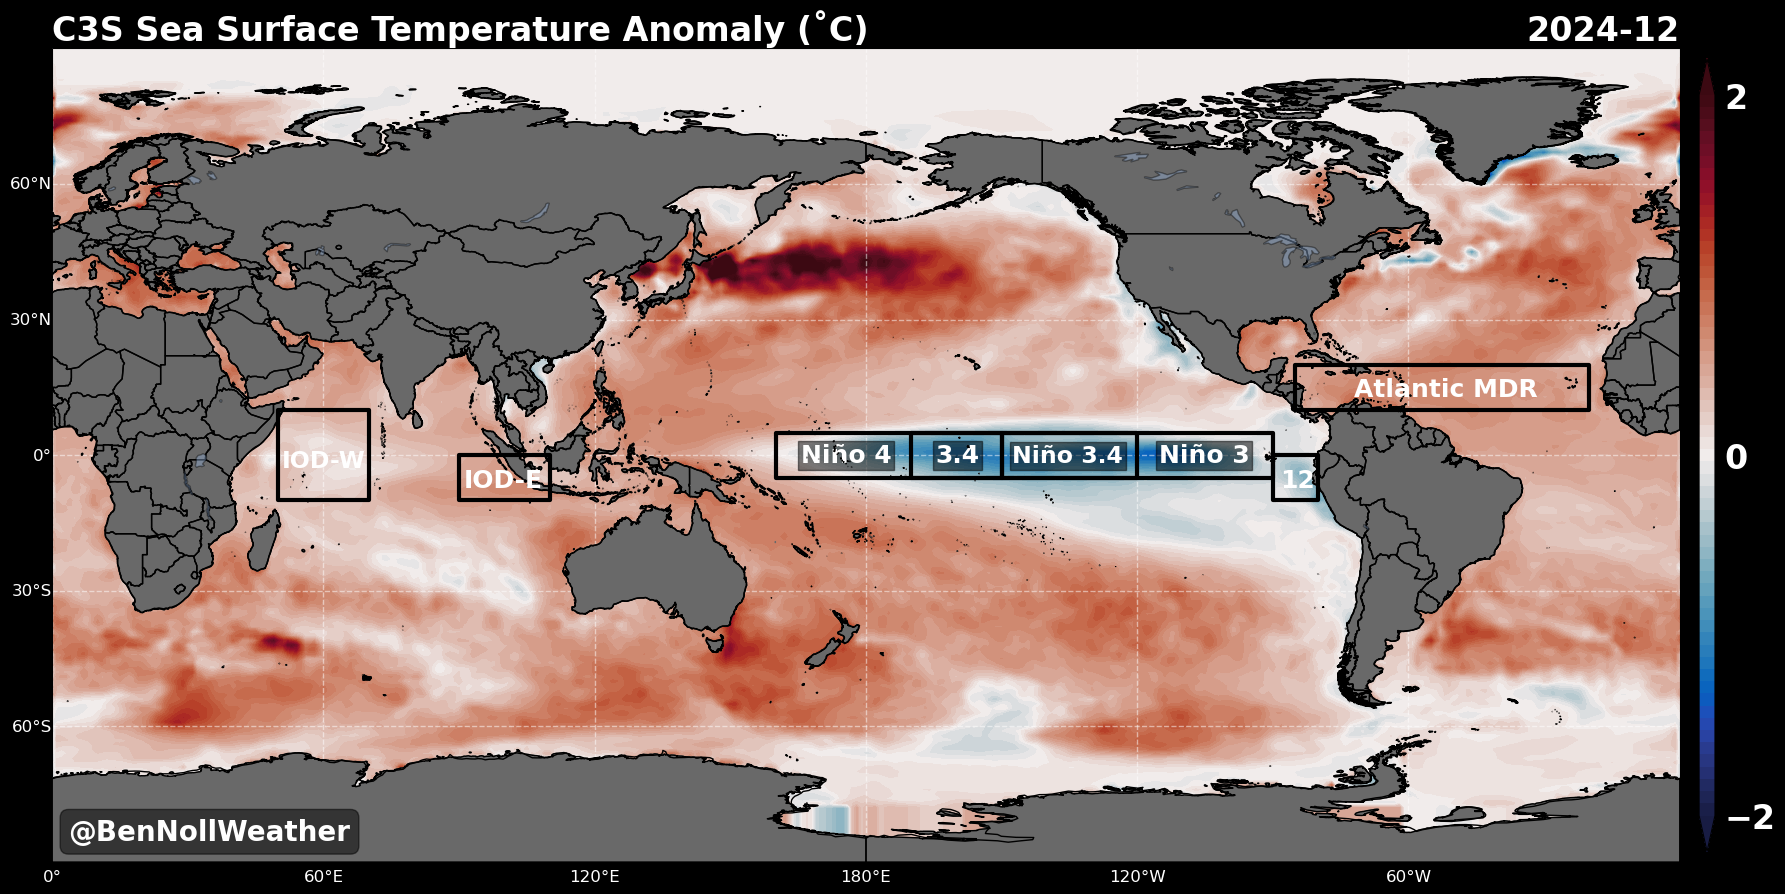 C3S Sea Surface Temperature Anomaly (˚C)
2024-12
2
0
−2
60°N
30°N
0°
30°S
60°S
Atlantic MDR
Niño 4
3.4
Niño 3.4
Niño 3
12
IOD-W
IOD-E
@BenNollWeather
0°
60°E
120°E
180°E
120°W
60°W